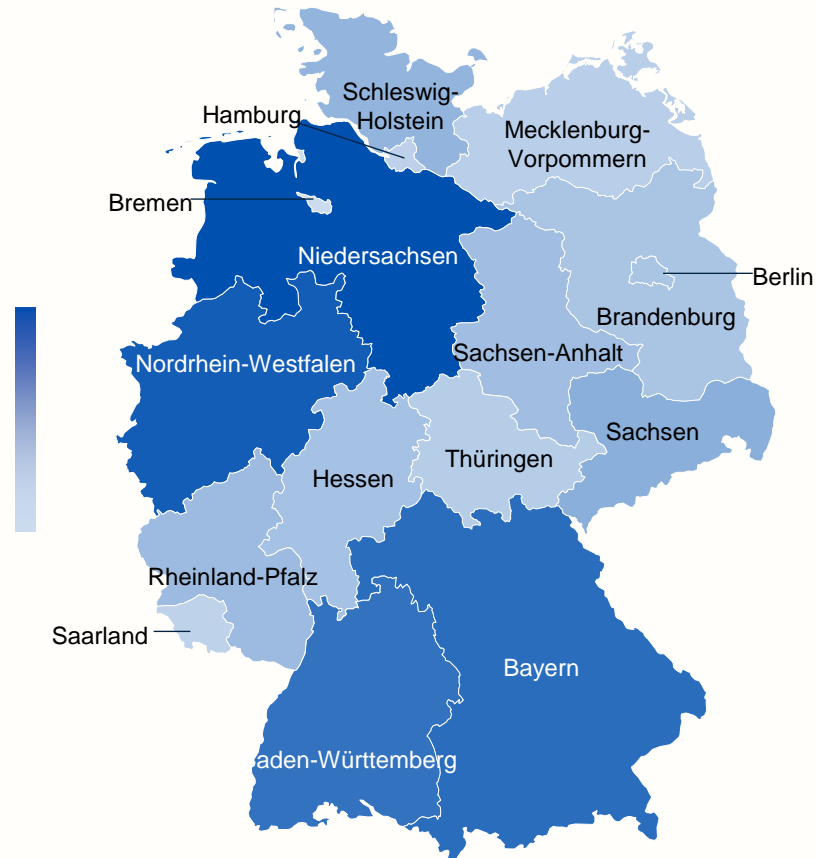 Schleswig-
Holstein
Hamburg
Mecklenburg-
Vorpommern
Bremen
Niedersachsen
Berlin
Brandenburg
Nordrhein-Westfalen
Sachsen-Anhalt
Sachsen
Thüringen
Hessen
Rheinland-Pfalz
Saarland
Bayern
aden-Württemberg